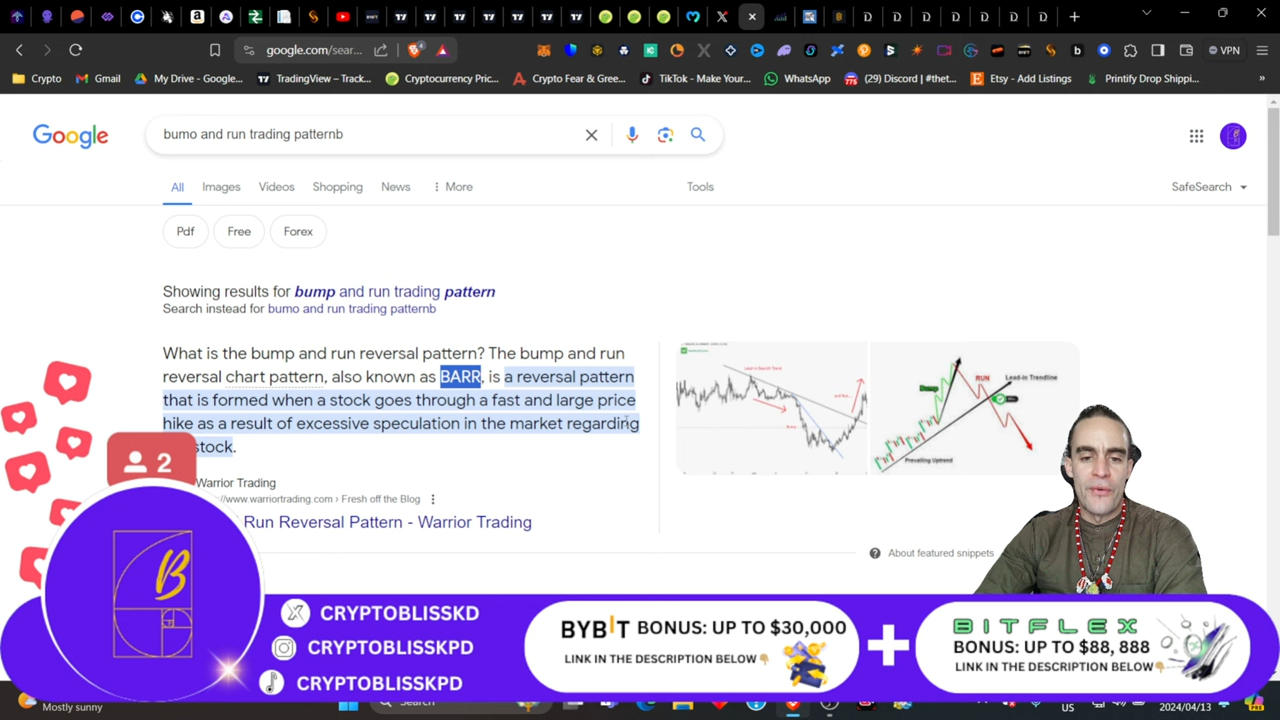 google.com/sear...
VPN
Crypto
Gmail
My Drive - Google...
TradingView – Track...
Cryptocurrency Pric...
Crypto Fear & Gree...
TikTok - Make Your...
WhatsApp
(29) Discord | #thet...
Etsy - Add Listings
Printify Drop Shippi...
Google
bumo and run trading patternb
All
Images
Videos
Shopping
News
More
Tools
SafeSearch
Pdf
Free
Forex
Showing results for bump and run trading pattern
Search instead for bumo and run trading patternb
What is the bump and run reversal pattern? The bump and run
reversal chart pattern, also known as BARR, is a reversal pattern
that is formed when a stock goes through a fast and large price
hike as a result of excessive speculation in the market regarding
stock.
Warrior Trading
www.warriortrading.com › Fresh off the Blog
Run Reversal Pattern - Warrior Trading
Bump
RUN
Lead-in Trendline
Prevailing Uptrend
About featured snippets
2
B
CRYPTOBLISSKD
CRYPTOBLISSKPD
CRYPTOBLISSKPD
BYBIT BONUS: UP TO $30,000
LINK IN THE DESCRIPTION BELOW
BITFLEX
BONUS: UP TO $88, 888
LINK IN THE DESCRIPTION BELOW
Mostly sunny
Search
US
2024/04/13